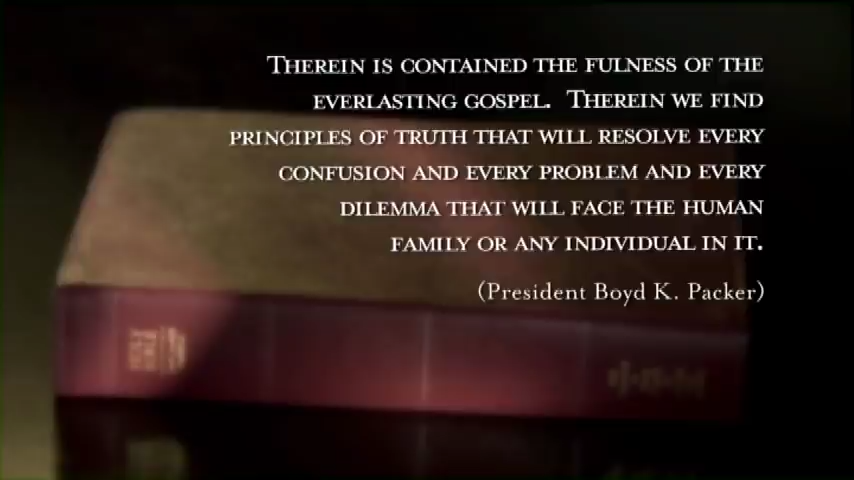 Therein is contained the fulness of the
everlasting gospel. Therein we find
principles of truth that will resolve every
confusion and every problem and every
dilemma that will face the human
family or any individual in it.
(President Boyd K. Packer)